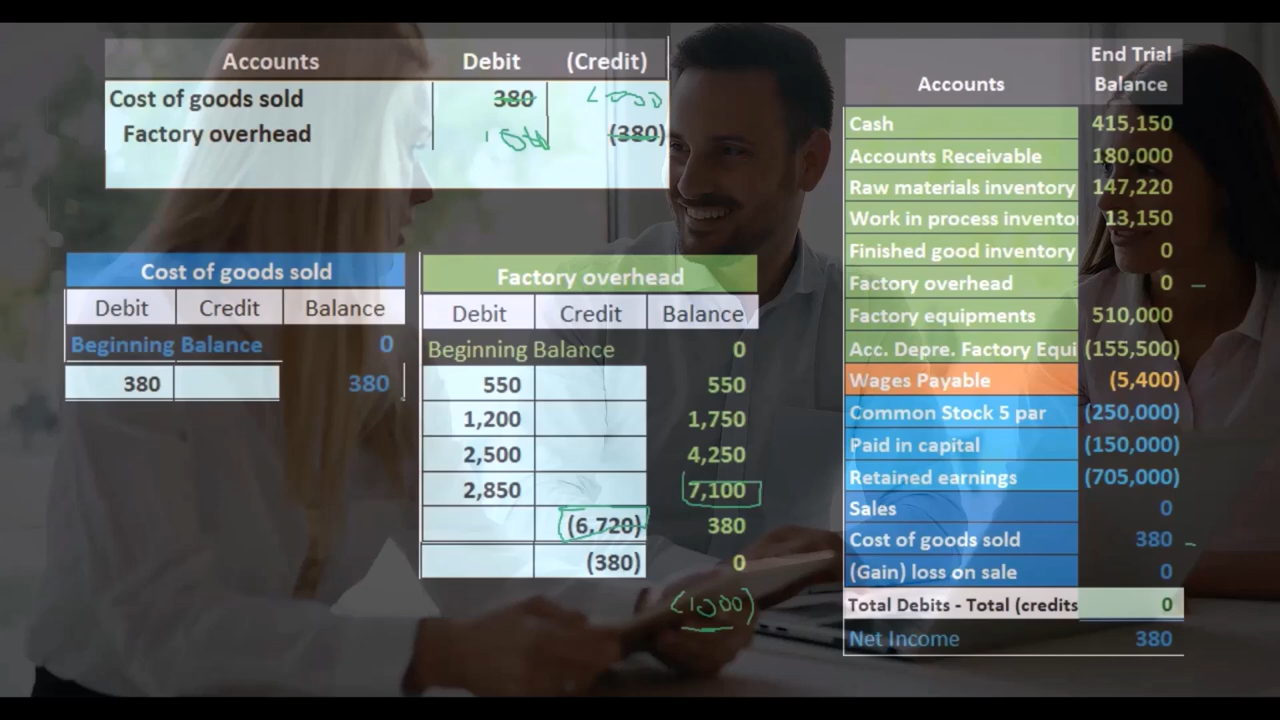 Accounts Debit (Credit)
Cost of goods sold 380
Factory overhead (380)
Cost of goods sold
Debit Credit Balance
Beginning Balance 0
380 380
Factory overhead
Debit Credit Balance
Beginning Balance 0
550 550
1,200 1,750
2,500 4,250
2,850 7,100
(6,720) 380
(380) 0
(1,000)
Accounts End Trial Balance
Cash 415,150
Accounts Receivable 180,000
Raw materials inventory 147,220
Work in process invento 13,150
Finished good inventory 0
Factory overhead 0
Factory equipments 510,000
Acc. Depre. Factory Equi (155,500)
Wages Payable (5,400)
Common Stock 5 par (250,000)
Paid in capital (150,000)
Retained earnings (705,000)
Sales 0
Cost of goods sold 380
(Gain) loss on sale 0
Total Debits - Total (credits 0
Net Income 380